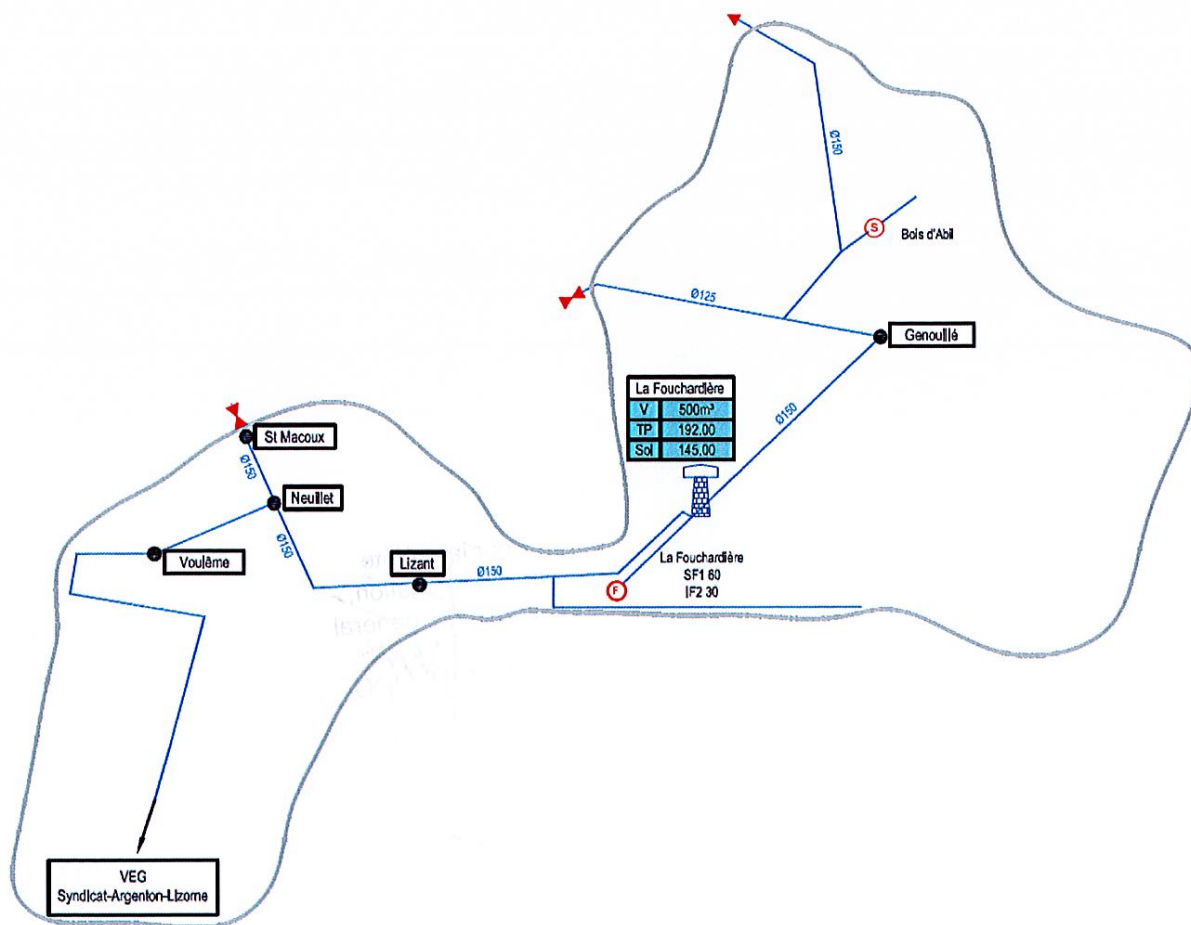 Ø150
S
Bois d'Abil
Ø125
Genouillé
La Fouchardière
V 500m³
TP 192.00
Sol 145.00
Ø150
St Macoux
Ø150
Neuillet
Ø150
Voulême
Lizant
Ø150
La Fouchardière
SF1 60
IF2 30
F
VEG
Syndicat-Argenton-Lizorne